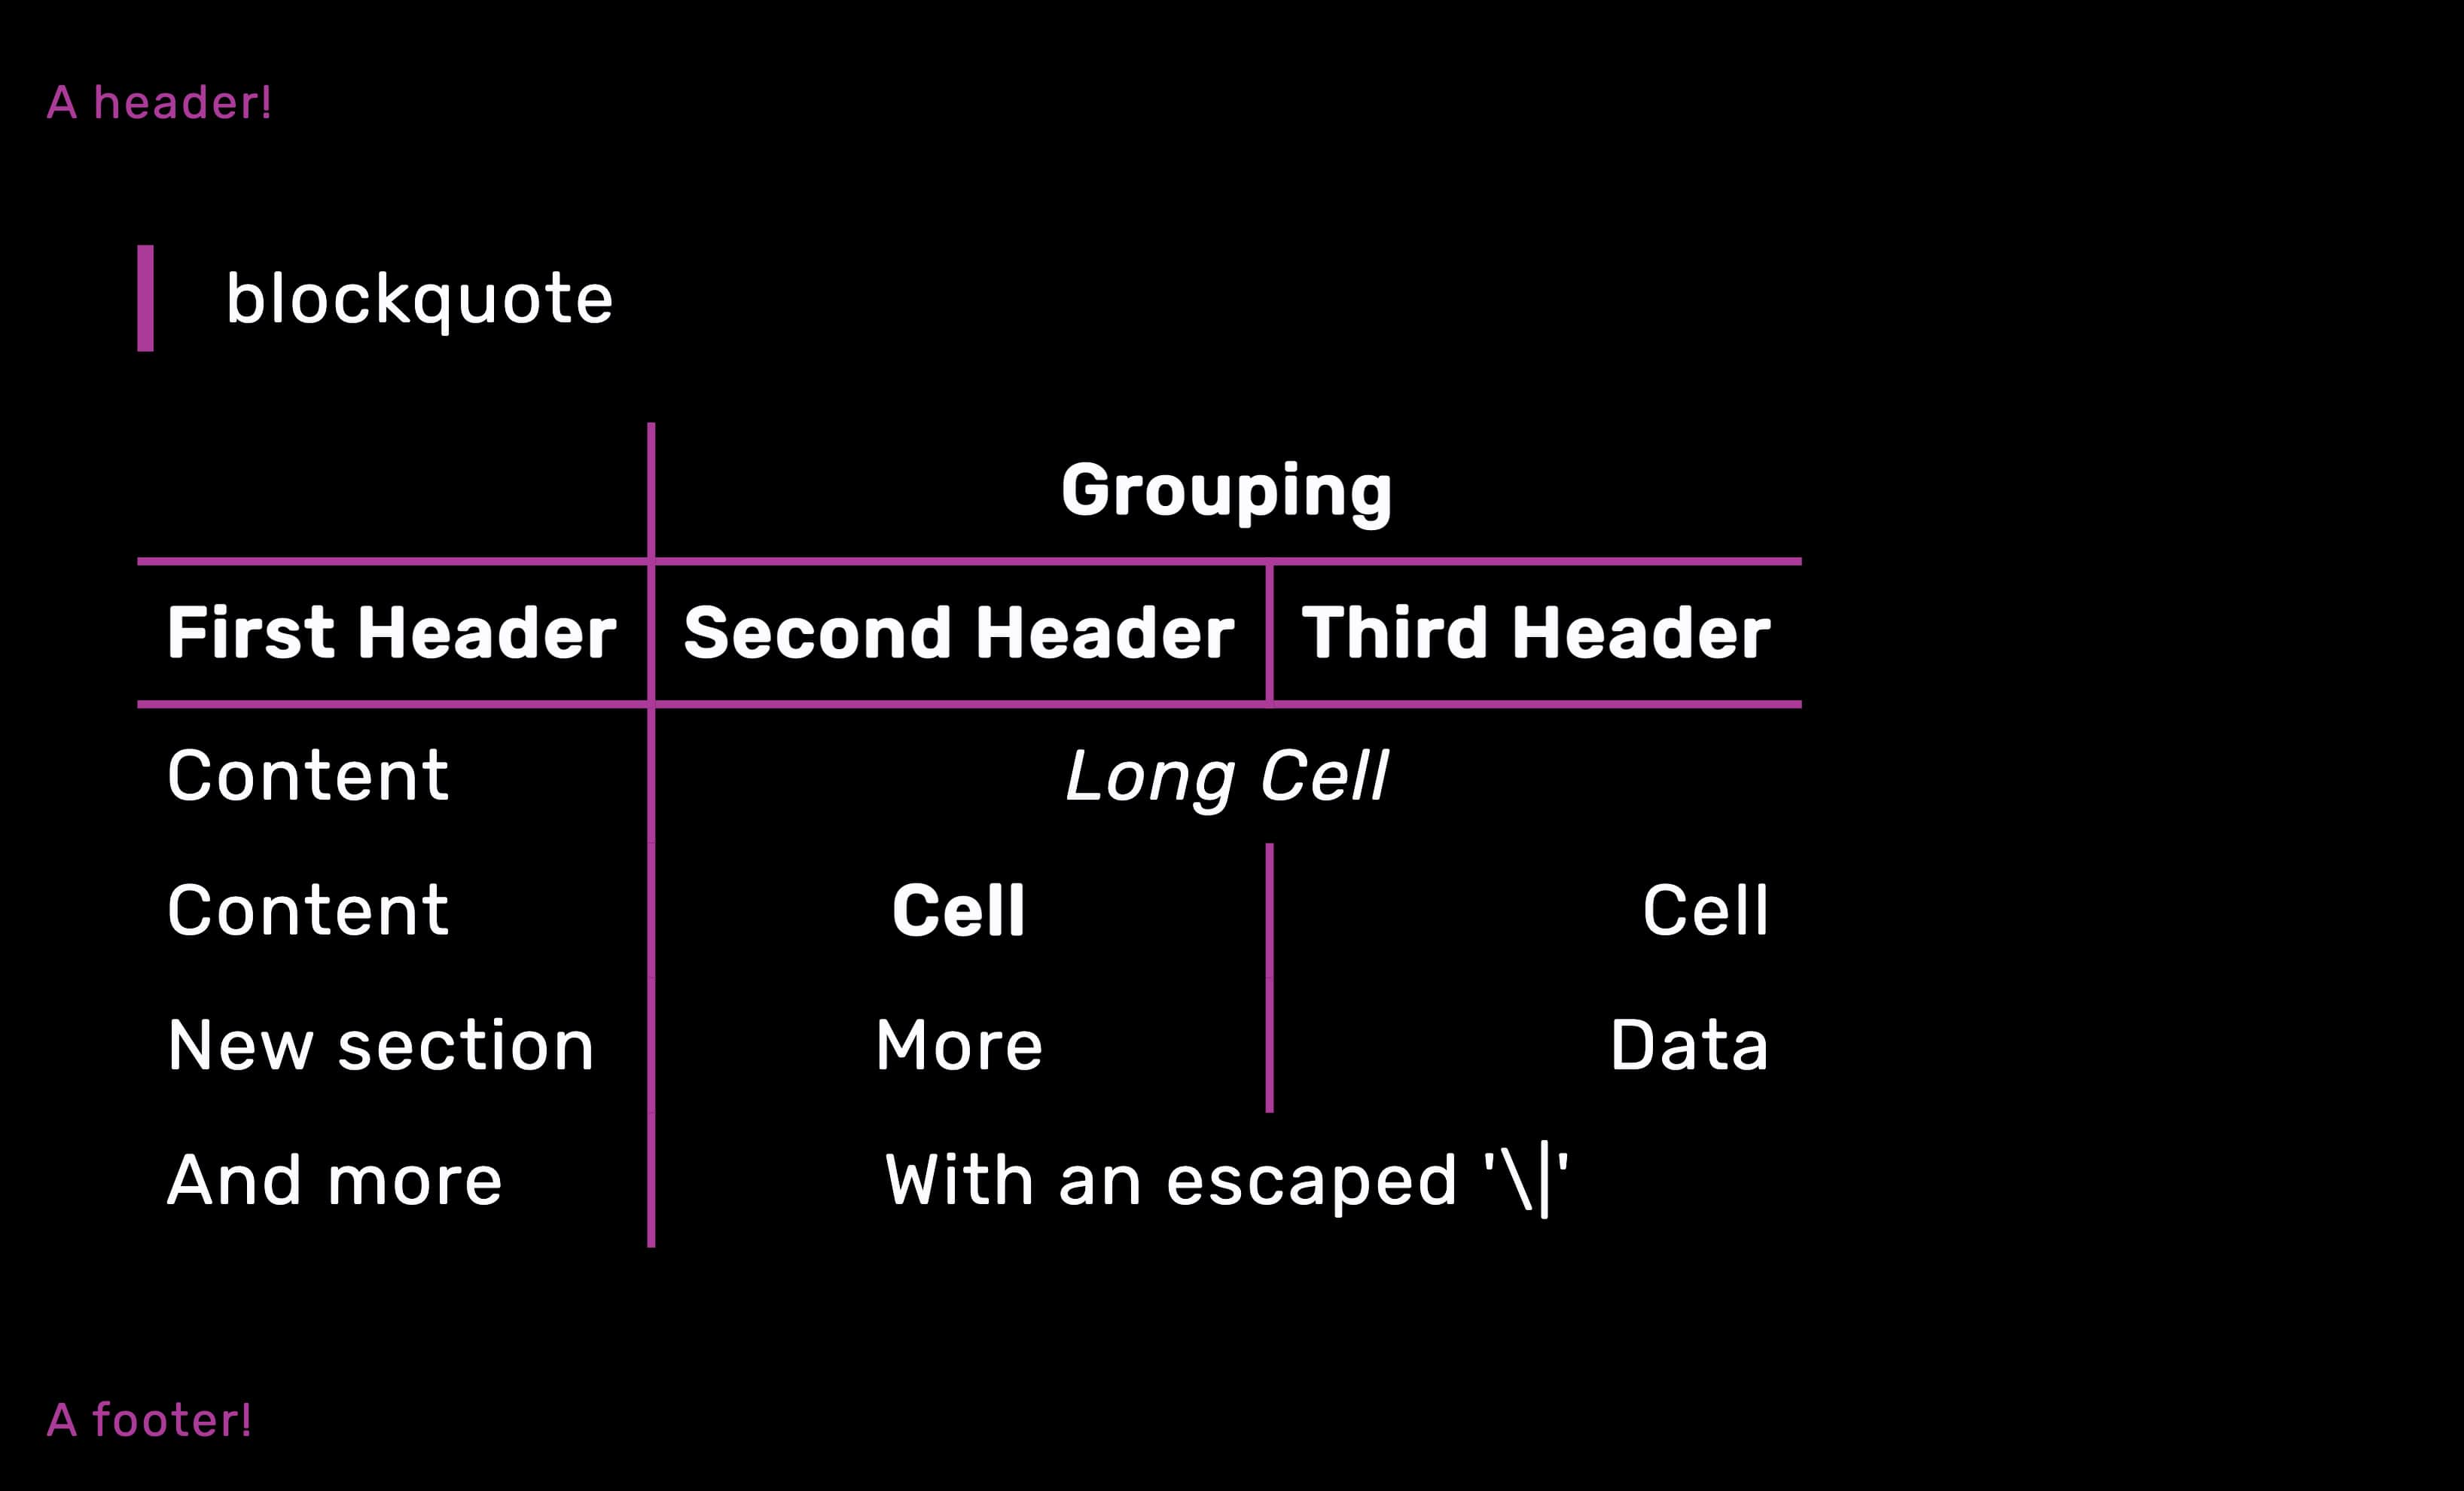 A header!
blockquote
Grouping
First Header Second Header Third Header
Content Long Cell
Content Cell Cell
New section More Data
And more With an escaped '\|'
A footer!